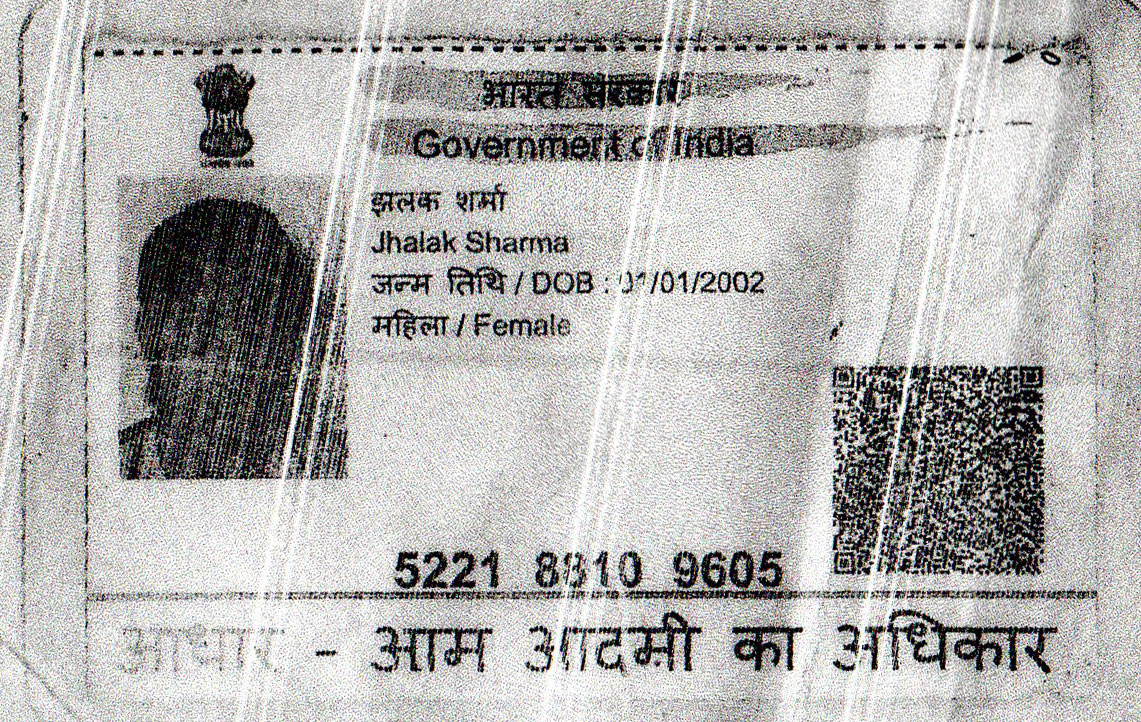 भारत सरकार
Government of India
झलक शर्मा
Jhalak Sharma
जन्म तिथि / DOB : 01/01/2002
महिला / Female
5221 8810 9605
आधार - आम आदमी का अधिकार